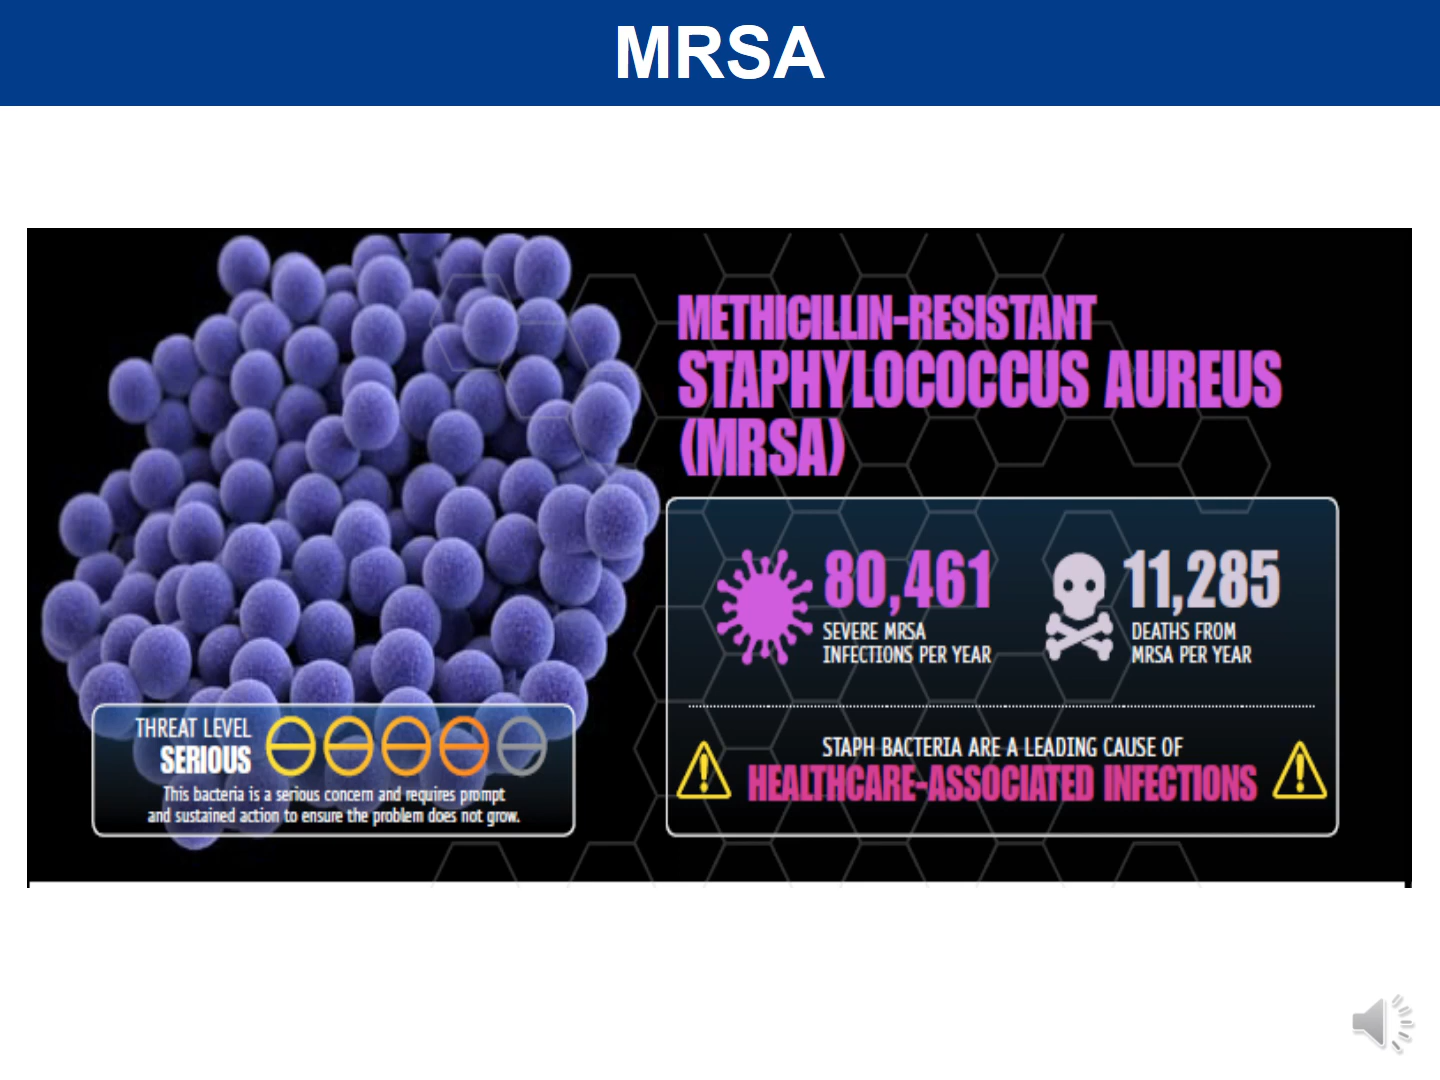 MRSA
METHICILLIN-RESISTANT
STAPHYLOCOCCUS AUREUS
(MRSA)
80,461
SEVERE MRSA
INFECTIONS PER YEAR
11,285
DEATHS FROM
MRSA PER YEAR
THREAT LEVEL
SERIOUS
This bacteria is a serious concern and requires prompt
and sustained action to ensure the problem does not grow.
STAPH BACTERIA ARE A LEADING CAUSE OF
HEALTHCARE-ASSOCIATED INFECTIONS